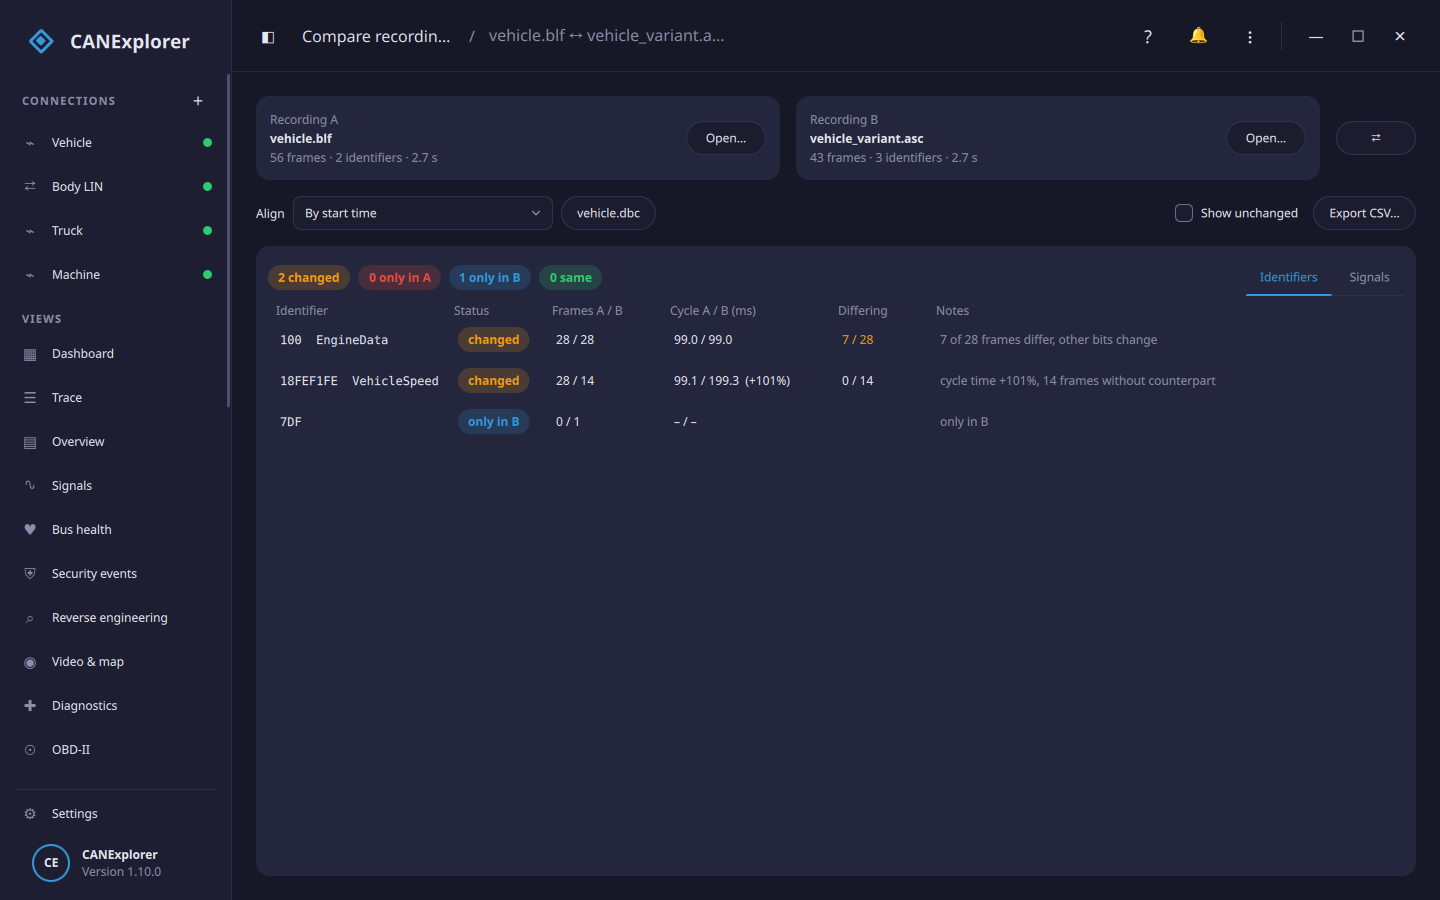 CANExplorer
Compare recordin... / vehicle.blf ↔ vehicle_variant.a...
?
CONNECTIONS +
Vehicle
Body LIN
Truck
Machine
VIEWS
Dashboard
Trace
Overview
Signals
Bus health
Security events
Reverse engineering
Video & map
Diagnostics
OBD-II
Settings
CE
CANExplorer
Version 1.10.0
Recording A
vehicle.blf
56 frames · 2 identifiers · 2.7 s
Open...
Recording B
vehicle_variant.asc
43 frames · 3 identifiers · 2.7 s
Open...
Align By start time vehicle.dbc Show unchanged Export CSV...
2 changed 0 only in A 1 only in B 0 same Identifiers Signals
Identifier Status Frames A / B Cycle A / B (ms) Differing Notes
100 EngineData changed 28 / 28 99.0 / 99.0 7 / 28 7 of 28 frames differ, other bits change
18FEF1FE VehicleSpeed changed 28 / 14 99.1 / 199.3 (+101%) 0 / 14 cycle time +101%, 14 frames without counterpart
7DF only in B 0 / 1 – / – only in B